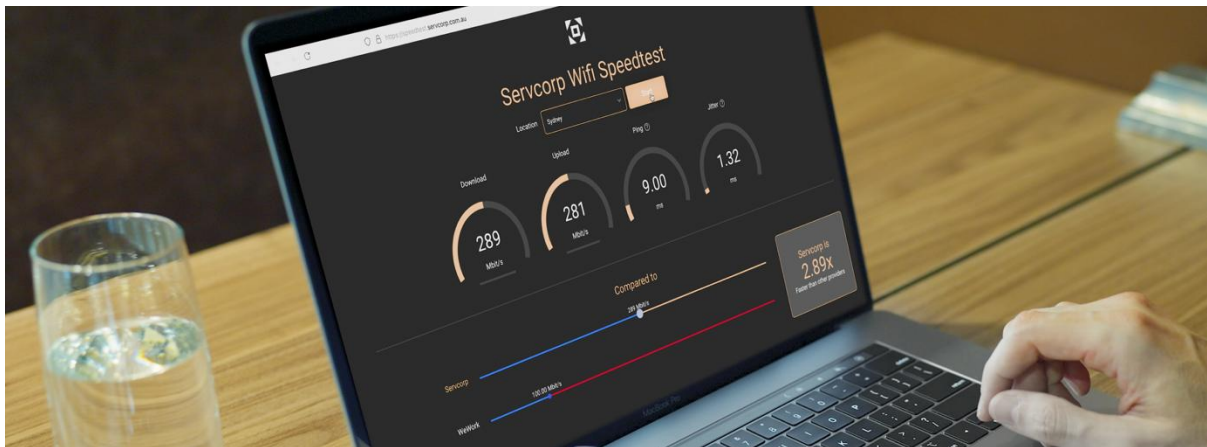 https://speedtest.servcorp.com.au
Servcorp Wifi Speedtest
Location
Sydney
Start
Download
Upload
Ping
Jitter
289
Mbit/s
281
Mbit/s
9.00
ms
1.32
ms
Compared to
289 Mbit/s
Servcorp
100.00 Mbit/s
WeWork
Servcorp is
2.89x
Faster than other providers
MacBook Pro